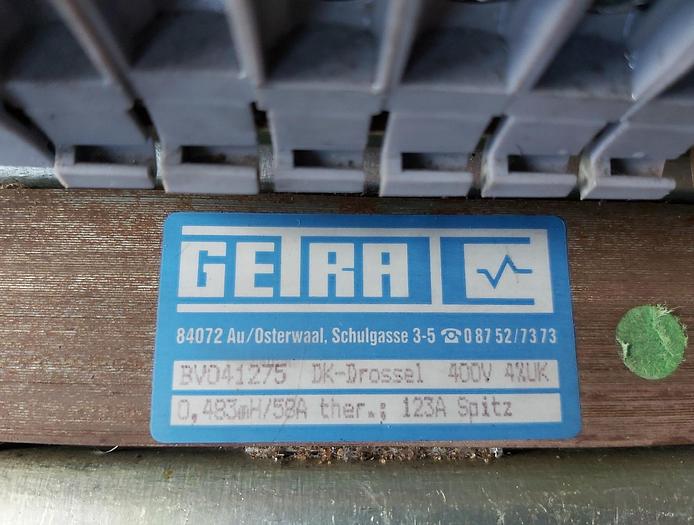 GETRA
84072 Au/Osterwaal, Schulgasse 3-5 ☎ 0 87 52/73 73
BV041275 DK-Drossel 400V 4%UK
0,483mH/58A ther.; 123A Spitz